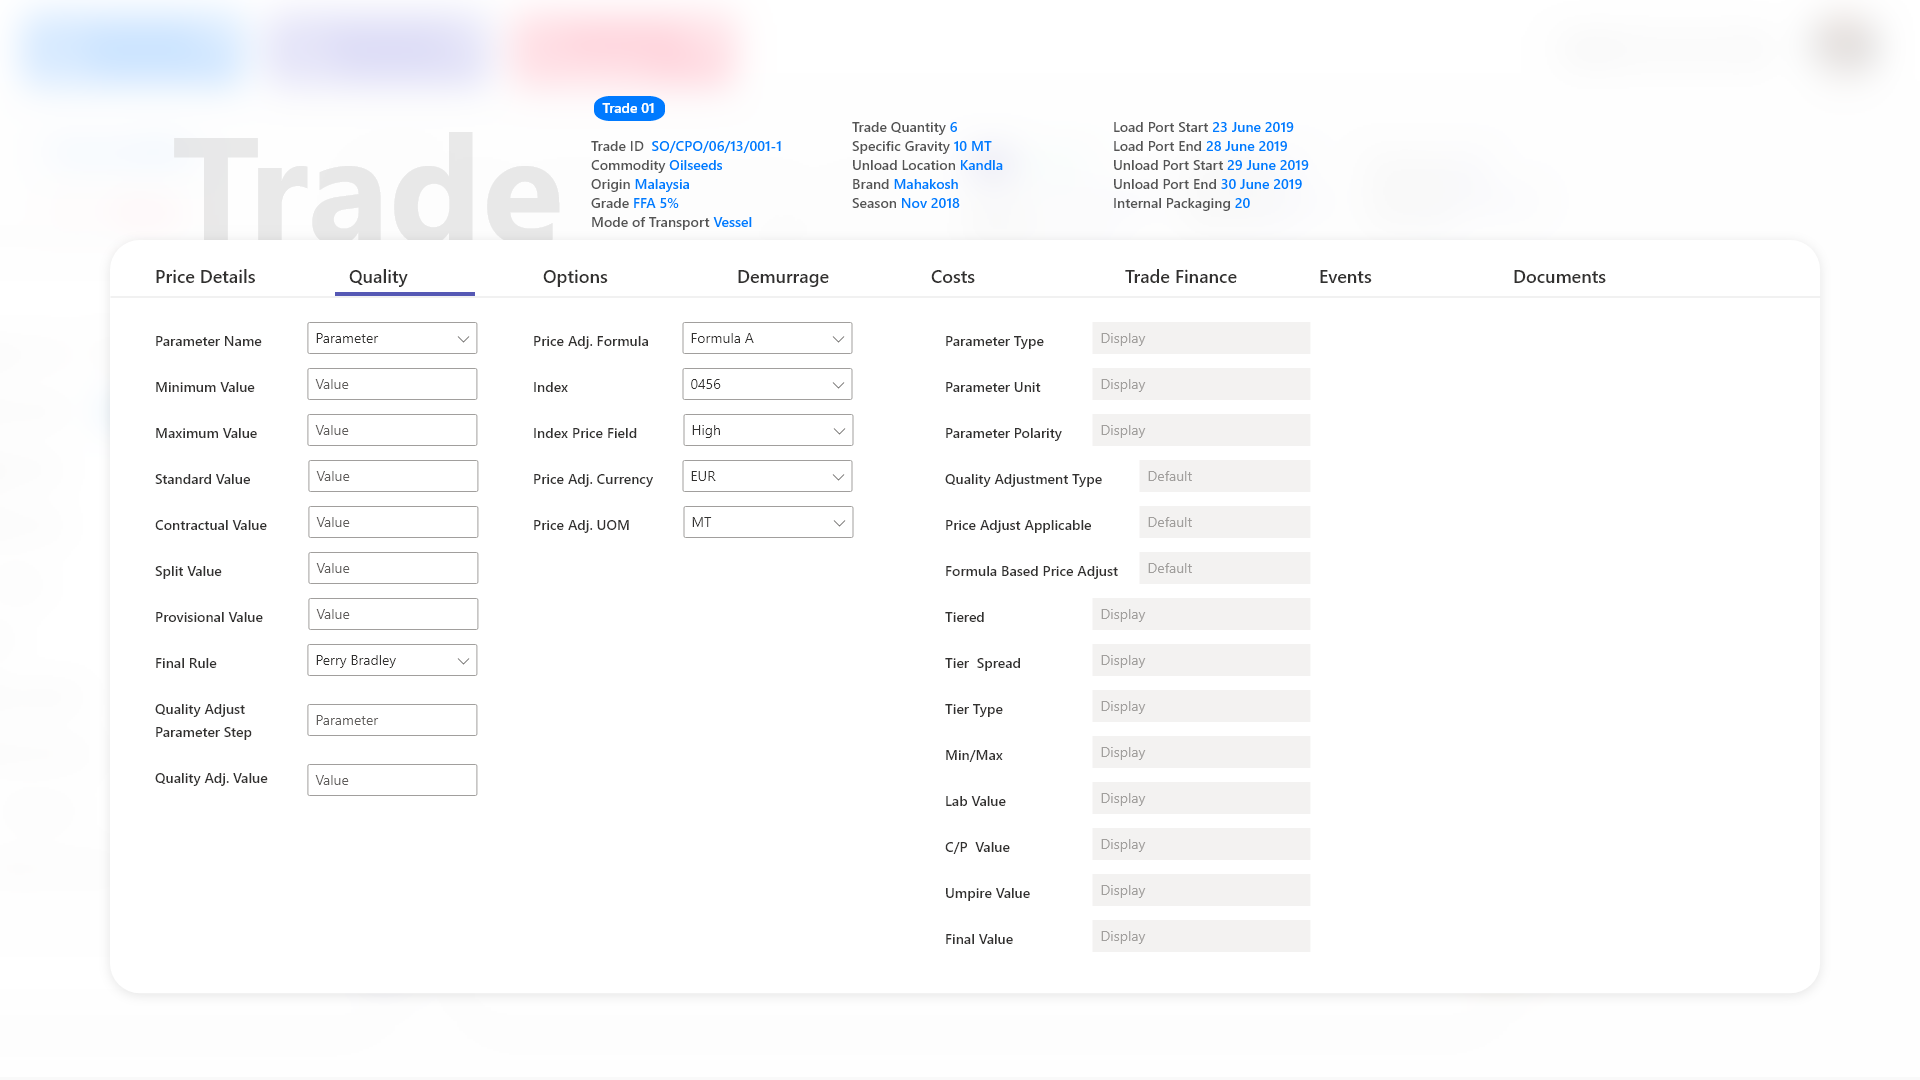 Trade
Trade 01
Trade ID SO/CPO/06/13/001-1
Commodity Oilseeds
Origin Malaysia
Grade FFA 5%
Mode of Transport Vessel
Trade Quantity 6
Specific Gravity 10 MT
Unload Location Kandla
Brand Mahakosh
Season Nov 2018
Load Port Start 23 June 2019
Load Port End 28 June 2019
Unload Port Start 29 June 2019
Unload Port End 30 June 2019
Internal Packaging 20
Price Details Quality Options Demurrage Costs Trade Finance Events Documents
Parameter Name Parameter
Minimum Value Value
Maximum Value Value
Standard Value Value
Contractual Value Value
Split Value Value
Provisional Value Value
Final Rule Perry Bradley
Quality Adjust
Parameter Step Parameter
Quality Adj. Value Value
Price Adj. Formula Formula A
Index 0456
Index Price Field High
Price Adj. Currency EUR
Price Adj. UOM MT
Parameter Type Display
Parameter Unit Display
Parameter Polarity Display
Quality Adjustment Type Default
Price Adjust Applicable Default
Formula Based Price Adjust Default
Tiered Display
Tier Spread Display
Tier Type Display
Min/Max Display
Lab Value Display
C/P Value Display
Umpire Value Display
Final Value Display